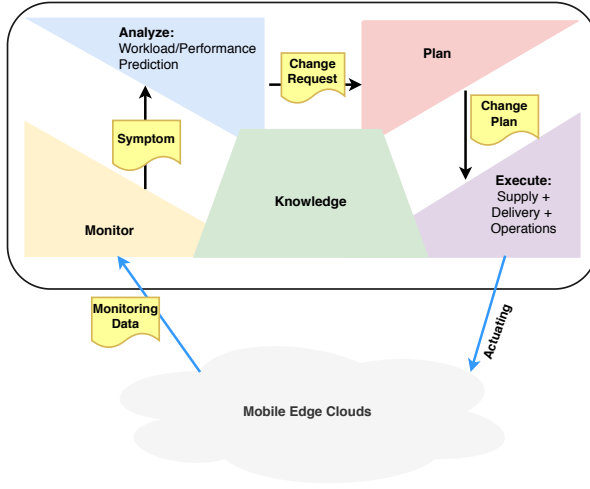 Analyze:
Workload/Performance
Prediction
Change
Request
Plan
Symptom
Change
Plan
Knowledge
Execute:
Supply +
Delivery +
Operations
Monitor
Monitoring
Data
Actuating
Mobile Edge Clouds